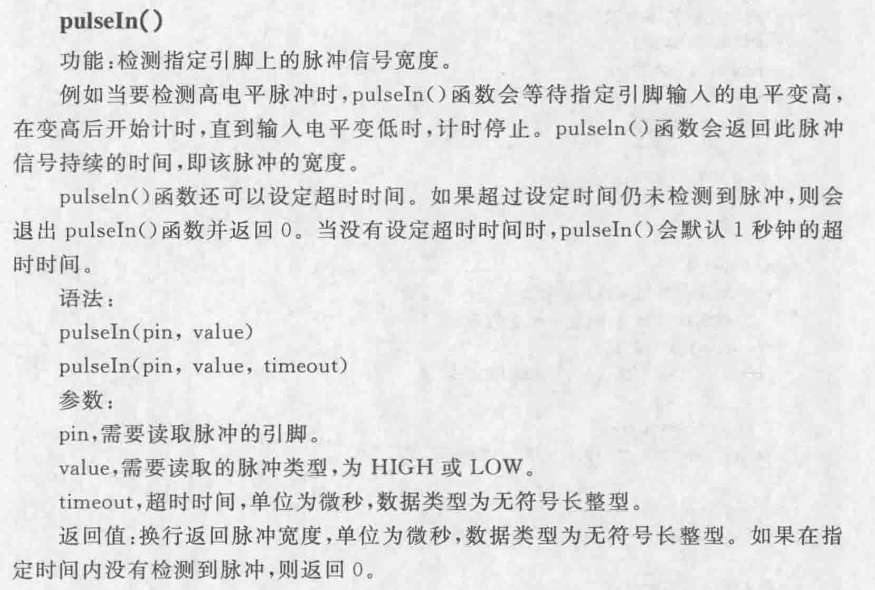 pulseIn()
功能:检测指定引脚上的脉冲信号宽度。
例如当要检测高电平脉冲时,pulseIn()函数会等待指定引脚输入的电平变高,
在变高后开始计时,直到输入电平变低时,计时停止。pulseln()函数会返回此脉冲
信号持续的时间,即该脉冲的宽度。
pulseln()函数还可以设定超时时间。如果超过设定时间仍未检测到脉冲,则会
退出 pulseIn()函数并返回 0。当没有设定超时时间时,pulseIn()会默认 1 秒钟的超
时时间。
语法:
pulseIn(pin, value)
pulseIn(pin, value, timeout)
参数:
pin,需要读取脉冲的引脚。
value,需要读取的脉冲类型,为 HIGH 或 LOW。
timeout,超时时间,单位为微秒,数据类型为无符号长整型。
返回值:换行返回脉冲宽度,单位为微秒,数据类型为无符号长整型。如果在指
定时间内没有检测到脉冲,则返回 0。